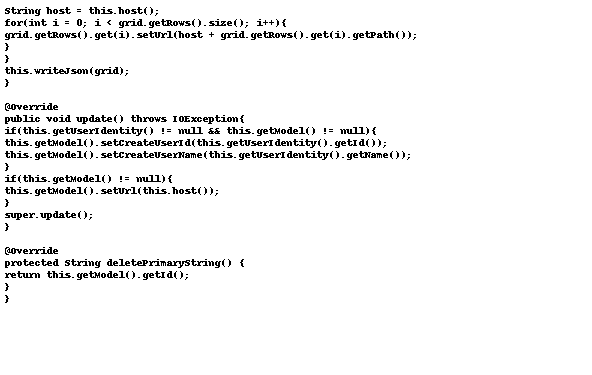 String host = this.host();
for(int i = 0; i < grid.getRows().size(); i++){
grid.getRows().get(i).setUrl(host + grid.getRows().get(i).getPath());
}
}
this.writeJson(grid);
}
@Override
public void update() throws IOException{
if(this.getUserIdentity() != null && this.getModel() != null){
this.getModel().setCreateUserId(this.getUserIdentity().getId());
this.getModel().setCreateUserName(this.getUserIdentity().getName());
}
if(this.getModel() != null){
this.getModel().setUrl(this.host());
}
super.update();
}
@Override
protected String deletePrimaryString() {
return this.getModel().getId();
}
}